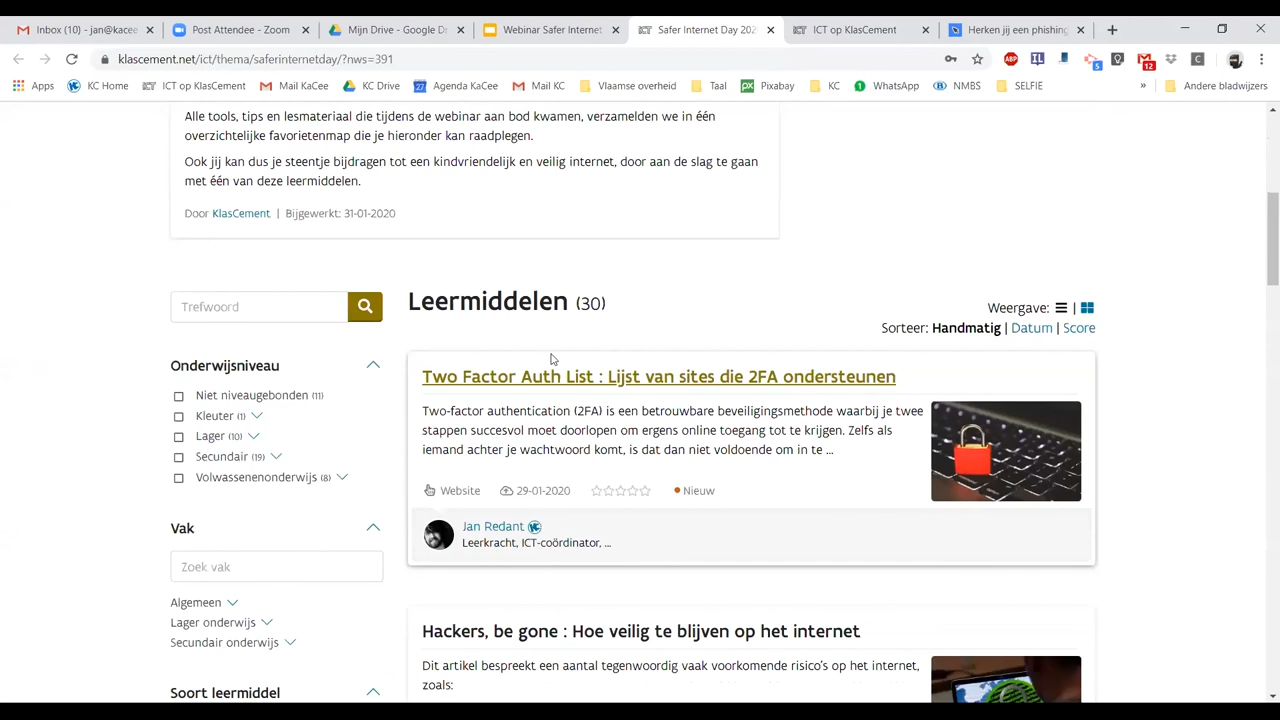 Inbox (10) - jan@kacee
Post Attendee - Zoom
Mijn Drive - Google Dr
Webinar Safer Internet
Safer Internet Day 202
ICT op KlasCement
Herken jij een phishing
klascement.net/ict/thema/saferinternetday/?nws=391
Apps
KC Home
ICT op KlasCement
Mail KaCee
KC Drive
Agenda KaCee
Mail KC
Vlaamse overheid
Taal
Pixabay
KC
WhatsApp
NMBS
SELFIE
»
Andere bladwijzers
Alle tools, tips en lesmateriaal die tijdens de webinar aan bod kwamen, verzamelden we in één
overzichtelijke favorietenmap die je hieronder kan raadplegen.
Ook jij kan dus je steentje bijdragen tot een kindvriendelijk en veilig internet, door aan de slag te gaan
met één van deze leermiddelen.
Door KlasCement | Bijgewerkt: 31-01-2020
Trefwoord
Leermiddelen (30)
Weergave: |
Sorteer: Handmatig | Datum | Score
Onderwijsniveau
Niet niveaugebonden (11)
Kleuter (1)
Lager (10)
Secundair (19)
Volwassenenonderwijs (8)
Vak
Zoek vak
Algemeen
Lager onderwijs
Secundair onderwijs
Soort leermiddel
Two Factor Auth List : Lijst van sites die 2FA ondersteunen
Two-factor authentication (2FA) is een betrouwbare beveiligingsmethode waarbij je twee
stappen succesvol moet doorlopen om ergens online toegang tot te krijgen. Zelfs als
iemand achter je wachtwoord komt, is dat dan niet voldoende om in te ...
Website 29-01-2020 Nieuw
Jan Redant
Leerkracht, ICT-coördinator, ...
Hackers, be gone : Hoe veilig te blijven op het internet
Dit artikel bespreekt een aantal tegenwoordig vaak voorkomende risico's op het internet,
zoals: